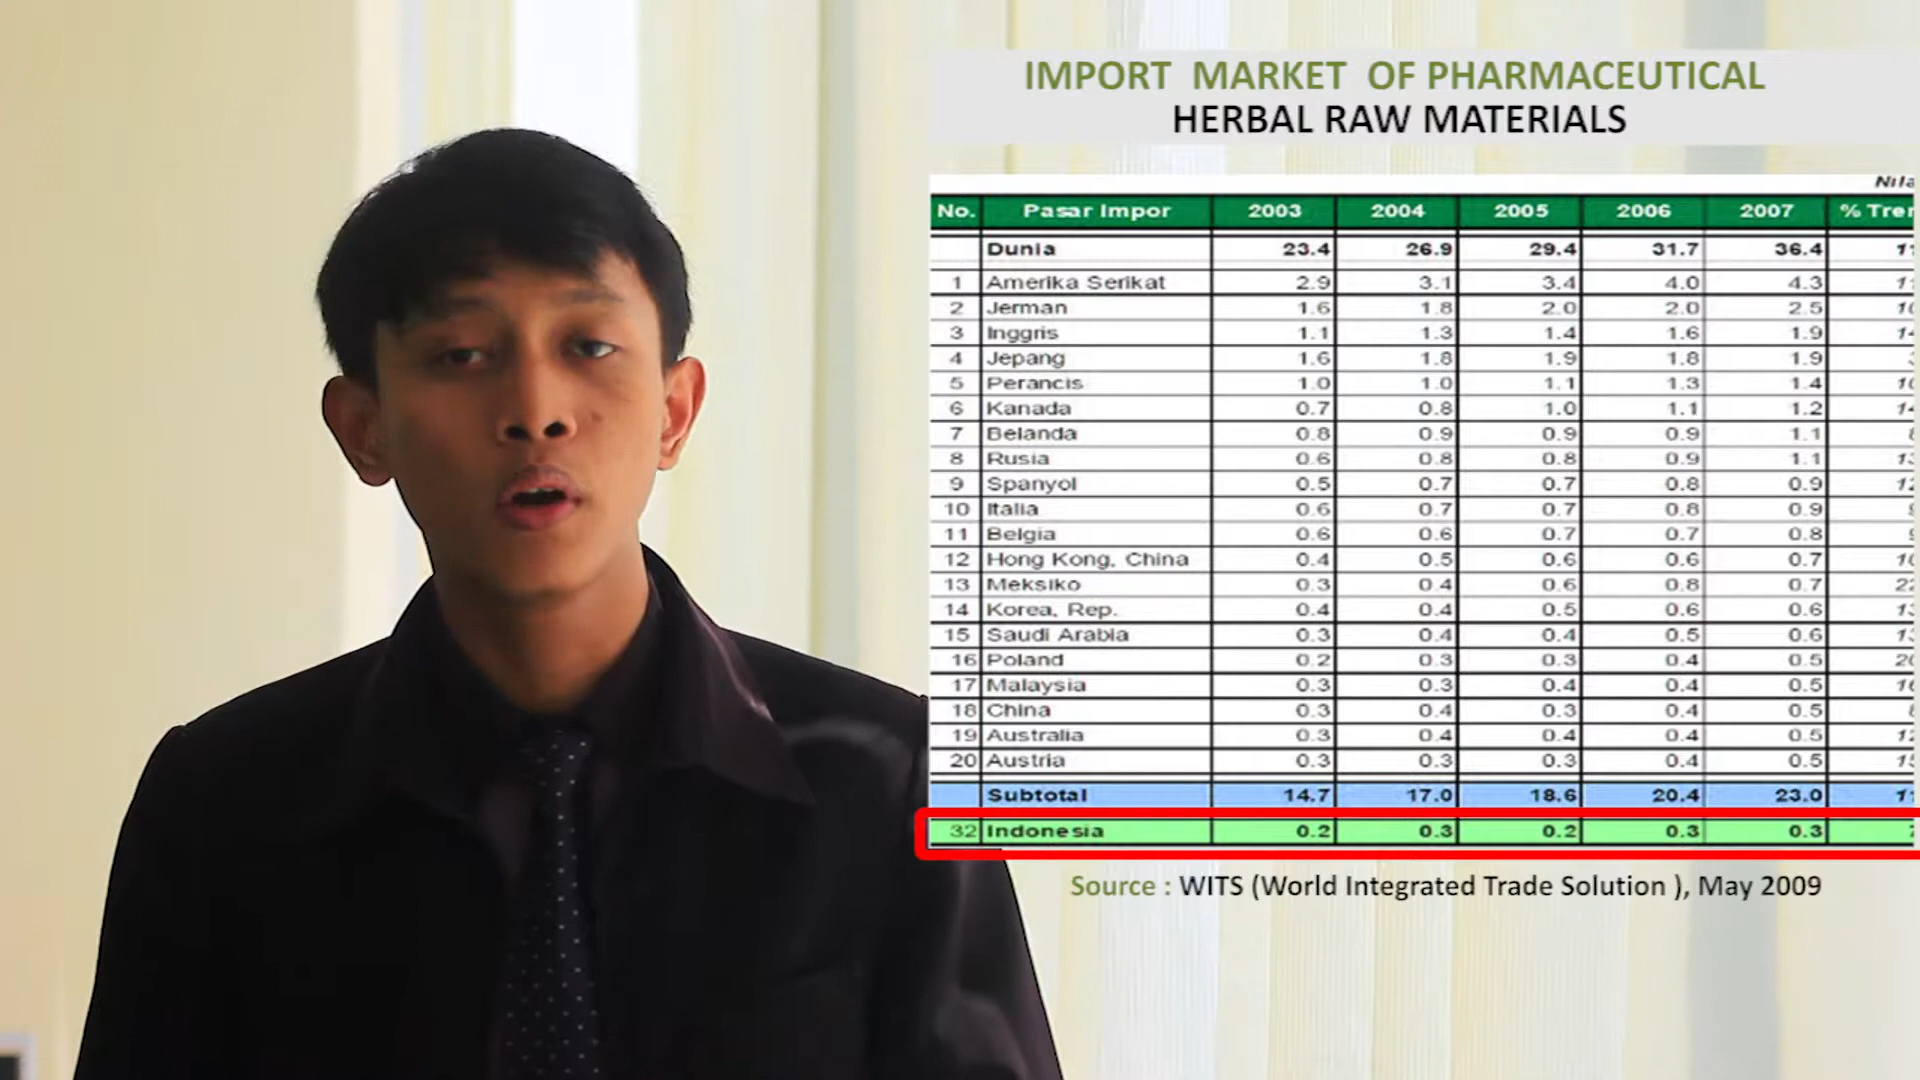 IMPORT MARKET OF PHARMACEUTICAL
HERBAL RAW MATERIALS
No. Pasar Impor 2003 2004 2005 2006 2007 %
Dunia 23.4 26.9 29.4 31.7 36.4
1 Amerika Serikat 2.9 3.1 3.4 4.0 4.3
2 Jerman 1.6 1.8 2.0 2.0 2.5
3 Inggris 1.1 1.3 1.4 1.6 1.9
4 Jepang 1.6 1.8 1.9 1.8 1.9
5 Perancis 1.0 1.0 1.1 1.3 1.4
6 Kanada 0.7 0.8 1.0 1.1 1.2
7 Belanda 0.8 0.9 0.9 0.9 1.1
8 Rusia 0.6 0.8 0.8 0.9 1.1
9 Spanyol 0.5 0.7 0.7 0.8 0.9
10 Italia 0.6 0.7 0.7 0.8 0.9
11 Belgia 0.6 0.6 0.7 0.7 0.8
12 Hong Kong, China 0.4 0.5 0.6 0.6 0.7
13 Meksiko 0.3 0.4 0.6 0.8 0.7
14 Korea, Rep. 0.4 0.4 0.5 0.6 0.6
15 Saudi Arabia 0.3 0.4 0.4 0.5 0.6
16 Poland 0.2 0.3 0.3 0.4 0.5
17 Malaysia 0.3 0.3 0.4 0.4 0.5
18 China 0.3 0.4 0.3 0.4 0.5
19 Australia 0.3 0.4 0.4 0.4 0.5
20 Austria 0.3 0.3 0.3 0.4 0.5
Subtotal 14.7 17.0 18.6 20.4 23.0
32 Indonesia 0.2 0.3 0.2 0.3 0.3
Source : WITS (World Integrated Trade Solution ), May 2009